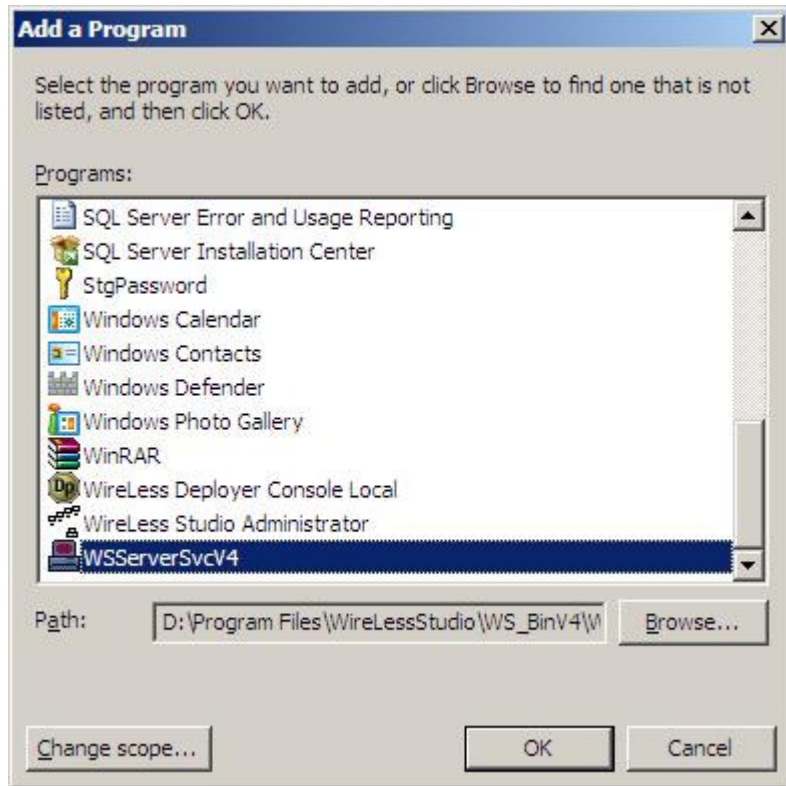 Add a Program
Select the program you want to add, or click Browse to find one that is not
listed, and then click OK.
Programs:
SQL Server Error and Usage Reporting
SQL Server Installation Center
StgPassword
Windows Calendar
Windows Contacts
Windows Defender
Windows Photo Gallery
WinRAR
Dp WireLess Deployer Console Local
WireLess Studio Administrator
WSServerSvcV4
Path: D:\Program Files\WireLessStudio\WS_BinV4\W Browse...
Change scope... OK Cancel